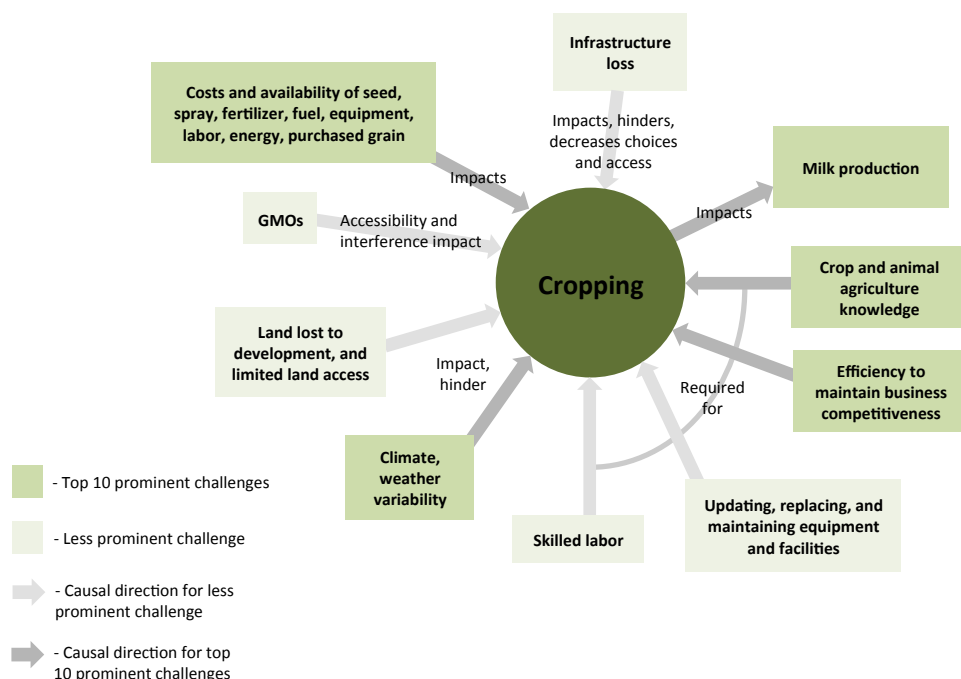 Infrastructure
loss
Costs and availability of seed,
spray, fertilizer, fuel, equipment,
labor, energy, purchased grain
Impacts, hinders,
decreases choices
and access
Milk production
Impacts
Impacts
GMOs
Accessibility and
interference impact
Cropping
Crop and animal
agriculture
knowledge
Land lost to
development, and
limited land access
Impact,
hinder
Efficiency to
maintain business
competitiveness
Required
for
Climate,
weather
variability
Skilled labor
Updating, replacing, and
maintaining equipment
and facilities
- Top 10 prominent challenges
- Less prominent challenge
- Causal direction for less
prominent challenge
- Causal direction for top
10 prominent challenges